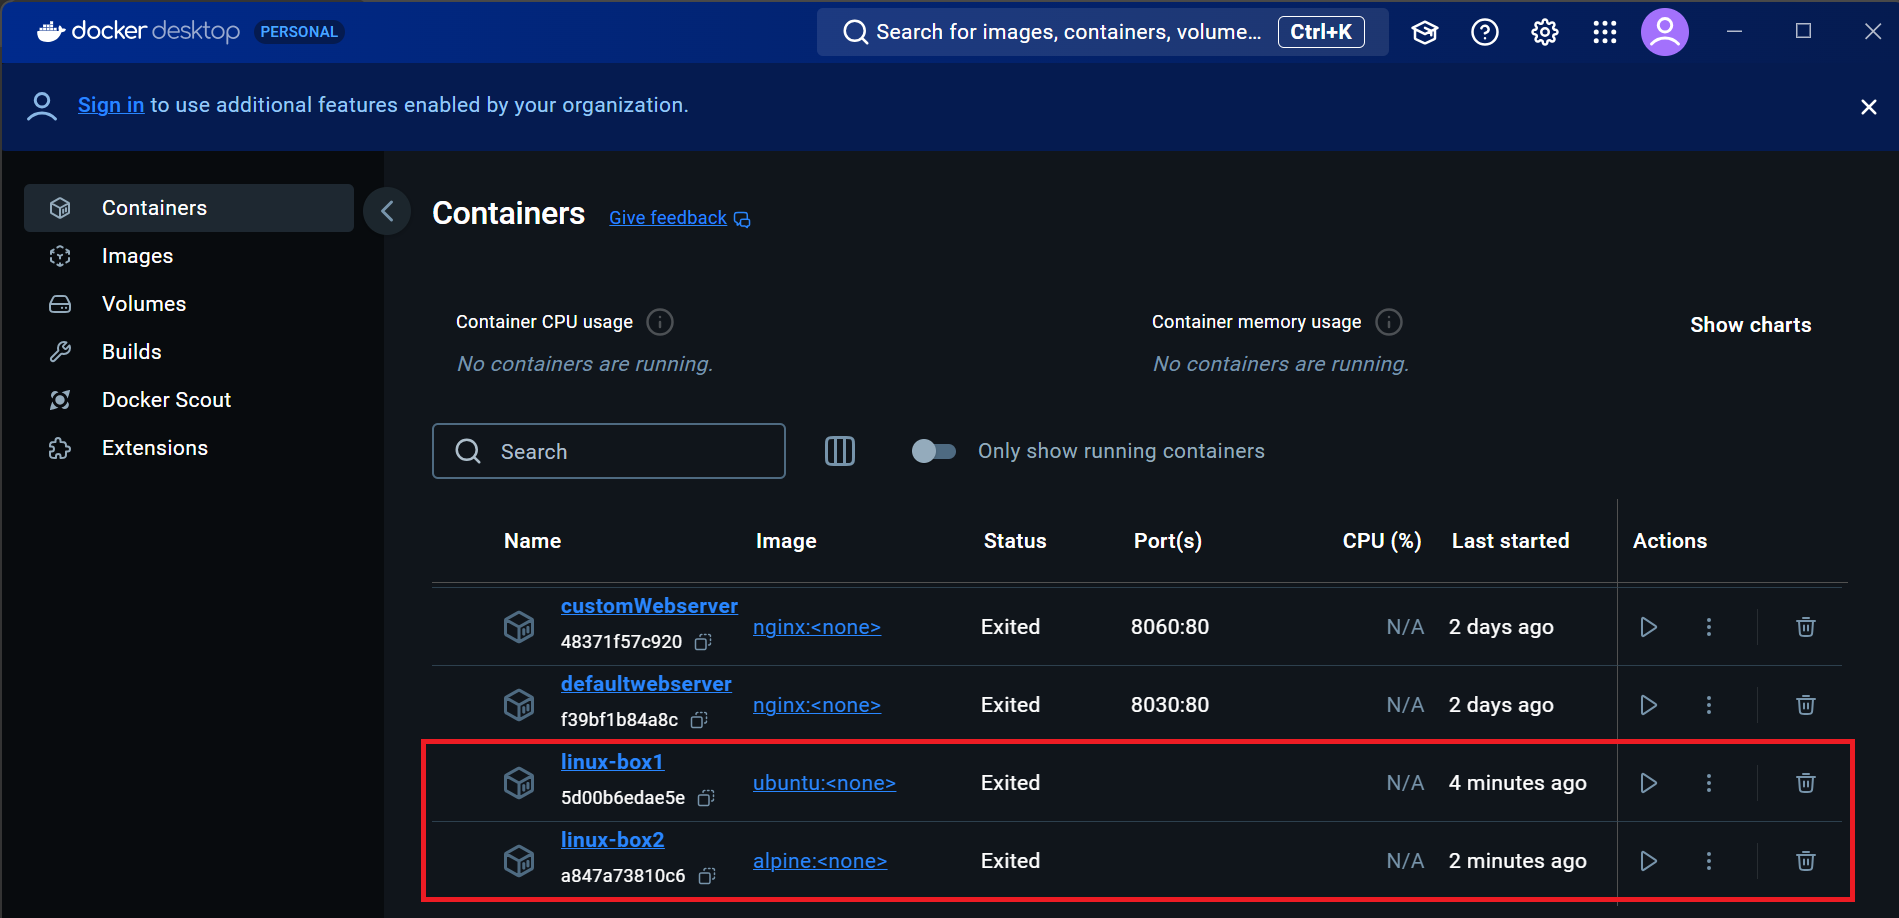 docker desktop PERSONAL
Search for images, containers, volume... Ctrl+K
Sign in to use additional features enabled by your organization.
Containers
Images
Volumes
Builds
Docker Scout
Extensions
Containers Give feedback
Container CPU usage
No containers are running.
Container memory usage
No containers are running.
Show charts
Search
Only show running containers
Name Image Status Port(s) CPU (%) Last started Actions
customWebserver
48371f57c920
nginx:<none> Exited 8060:80 N/A 2 days ago
defaultwebserver
f39bf1b84a8c
nginx:<none> Exited 8030:80 N/A 2 days ago
linux-box1
5d00b6edae5e
ubuntu:<none> Exited N/A 4 minutes ago
linux-box2
a847a73810c6
alpine:<none> Exited N/A 2 minutes ago